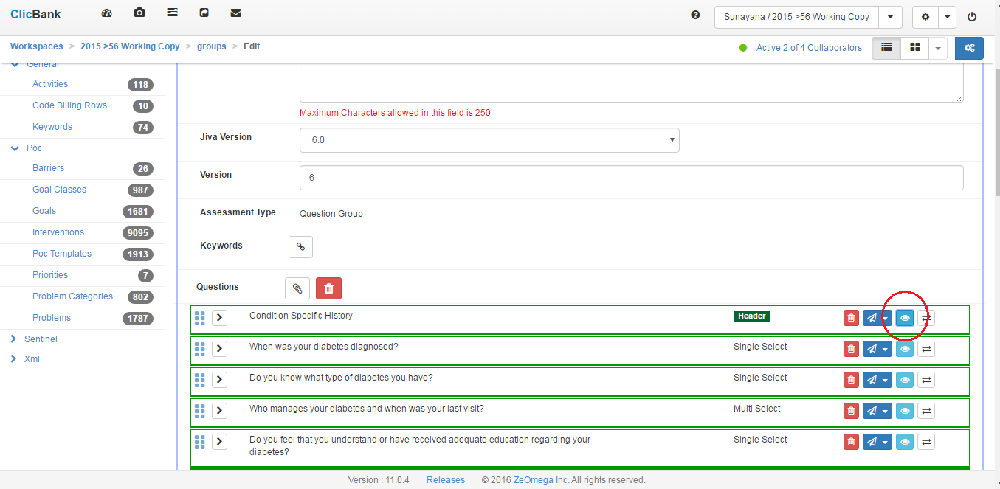 ClicBank
Sunayana / 2015 >56 Working Copy
Workspaces > 2015 >56 Working Copy > groups > Edit
Active 2 of 4 Collaborators
General
Activities 118
Code Billing Rows 10
Keywords 74
Poc
Barriers 26
Goal Classes 987
Goals 1681
Interventions 9095
Poc Templates 1913
Priorities 7
Problem Categories 802
Problems 1787
Sentinel
Xml
Maximum Characters allowed in this field is 250
Jiva Version 6.0
Version 6
Assessment Type Question Group
Keywords
Questions
Condition Specific History Header
When was your diabetes diagnosed? Single Select
Do you know what type of diabetes you have? Single Select
Who manages your diabetes and when was your last visit? Multi Select
Do you feel that you understand or have received adequate education regarding your Single Select
diabetes?
Version : 11.0.4 Releases © 2016 ZeOmega Inc. All rights reserved.